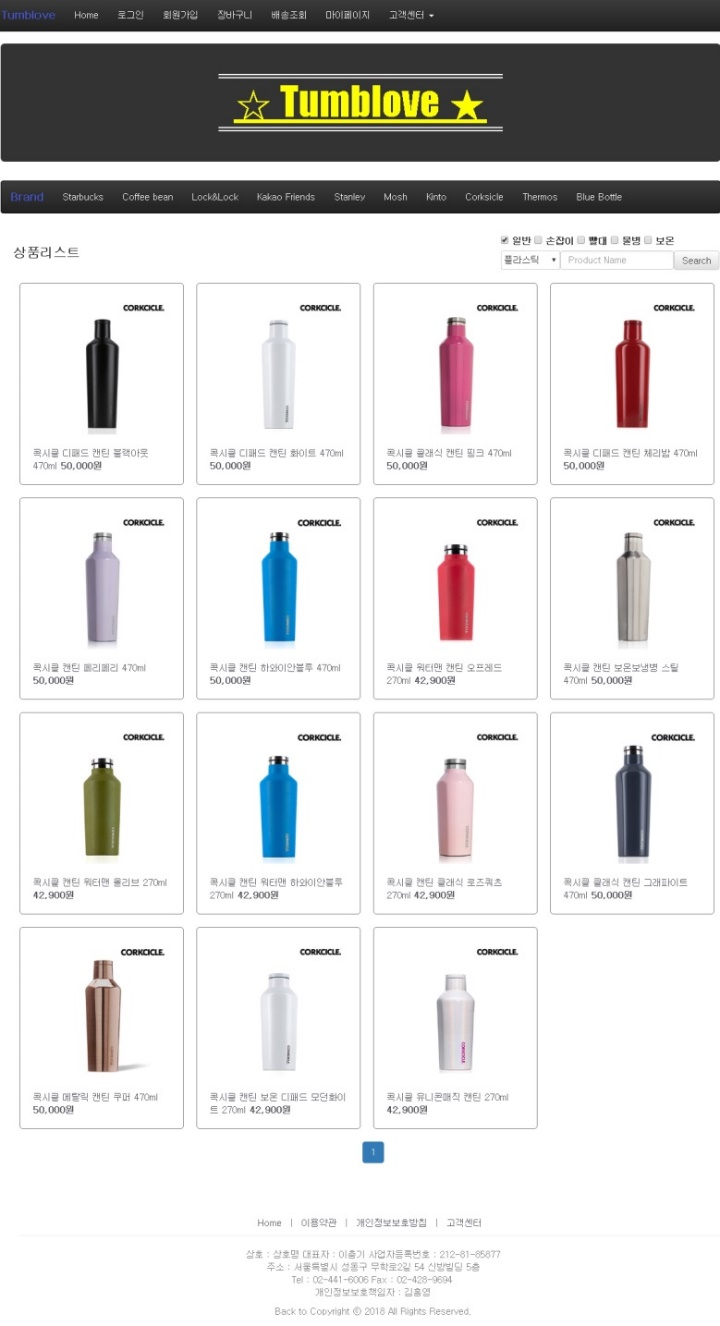 Tumblove Home 로그인 회원가입 장바구니 배송조회 마이페이지 고객센터
☆ Tumblove ★
Brand Starbucks Coffee bean Lock&Lock Kakao Friends Stanley Mosh Kinto Corksicle Thermos Blue Bottle
일반 손잡이 빨대 물병 보온
상품리스트
플라스틱 Product Name Search
CORKCICLE. CORKCICLE. CORKCICLE. CORKCICLE.
콕시클 디패드 캔틴 블랙아웃
470ml 50,000원
콕시클 디패드 캔틴 화이트 470ml
50,000원
콕시클 클래식 캔틴 핑크 470ml
50,000원
콕시클 디패드 캔틴 체리밤 470ml
50,000원
CORKCICLE. CORKCICLE. CORKCICLE. CORKCICLE.
콕시클 캔틴 페리페리 470ml
50,000원
콕시클 캔틴 하와이안블루 470ml
50,000원
콕시클 워터맨 캔틴 오프레드
270ml 42,900원
콕시클 캔틴 보온보냉병 스틸
470ml 50,000원
CORKCICLE. CORKCICLE. CORKCICLE. CORKCICLE.
콕시클 캔틴 워터맨 올리브 270ml
42,900원
콕시클 캔틴 워터맨 하와이안블루
270ml 42,900원
콕시클 캔틴 클래식 로즈쿼츠
270ml 42,900원
콕시클 클래식 캔틴 그래파이트
470ml 50,000원
CORKCICLE. CORKCICLE. CORKCICLE.
콕시클 메탈릭 캔틴 쿠퍼 470ml
50,000원
콕시클 캔틴 보온 디패드 모던화이
트 270ml 42,900원
콕시클 유니콘매직 캔틴 270ml
42,900원
1
Home | 이용약관 | 개인정보보호방침 | 고객센터
상호 : 상호명 대표자 : 이춘기 사업자등록번호 : 212-81-85877
주소 : 서울특별시 성동구 무학로2길 54 신방빌딩 5층
Tel : 02-441-6006 Fax : 02-428-9694
개인정보보호책임자 : 김흥영
Back to Copyright © 2018 All Rights Reserved.